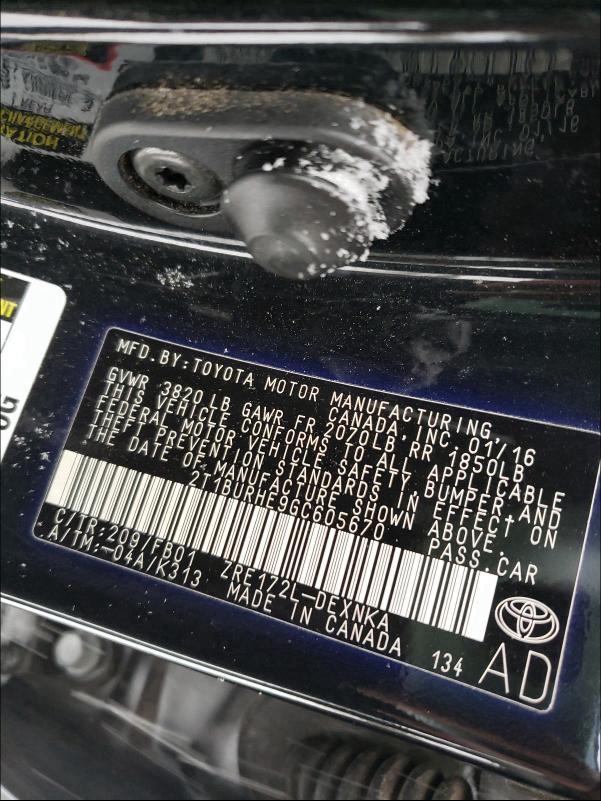 MFD.BY:TOYOTA MOTOR MANUFACTURING,
CANADA, INC. 01/16
GVWR 3820LB GAWR FR 2020LB RR 1850LB
THIS VEHICLE CONFORMS TO ALL APPLICABLE
FEDERAL MOTOR VEHICLE SAFETY, BUMPER AND
THEFT PREVENTION STANDARDS IN EFFECT ON
THE DATE OF MANUFACTURE SHOWN ABOVE.
2T1BURHE9GC605670 PASS.CAR
C/TR:209/FB01 ZRE172L-DEXNKA
A/TM:-04A/K313 MADE IN CANADA
134 AD